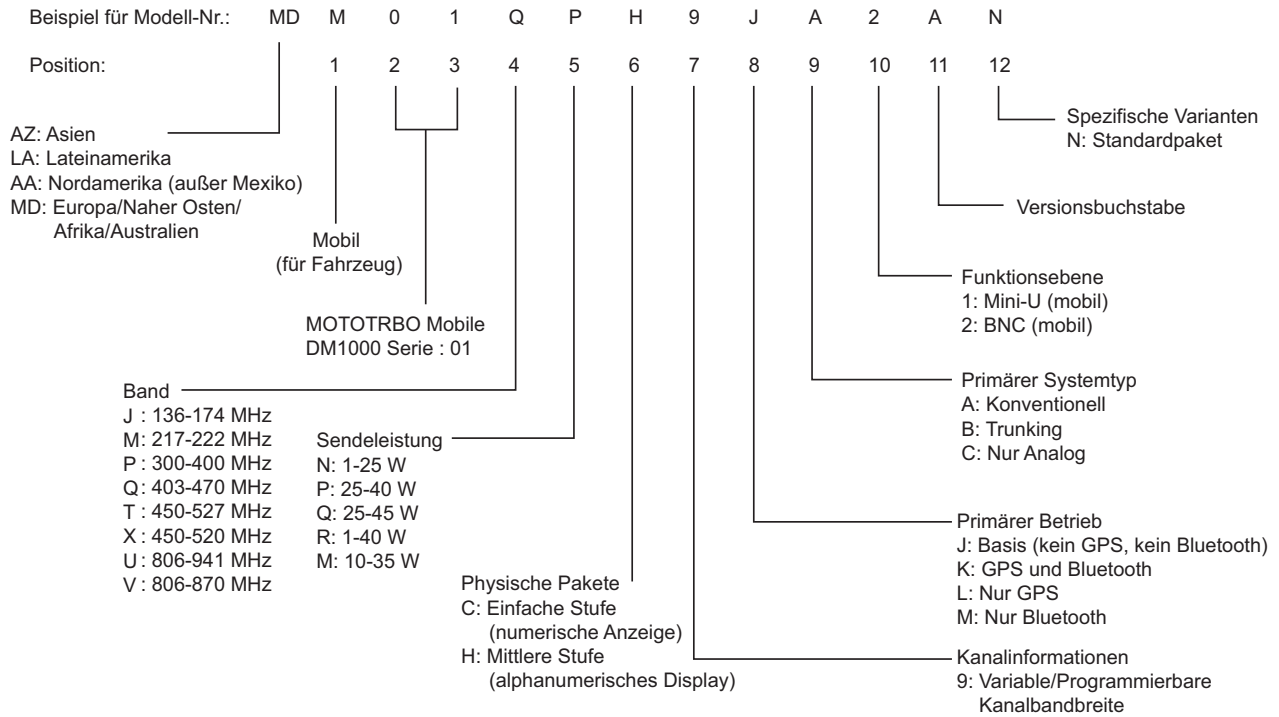 Beispiel für Modell-Nr.: MD M 0 1 Q P H 9 J A 2 A N
Position: 1 2 3 4 5 6 7 8 9 10 11 12
AZ: Asien
LA: Lateinamerika
AA: Nordamerika (außer Mexiko)
MD: Europa/Naher Osten/
Afrika/Australien
Mobil
(für Fahrzeug)
MOTOTRBO Mobile
DM1000 Serie : 01
Band
J : 136-174 MHz
M: 217-222 MHz
P : 300-400 MHz
Q: 403-470 MHz
T : 450-527 MHz
X : 450-520 MHz
U : 806-941 MHz
V : 806-870 MHz
Sendeleistung
N: 1-25 W
P: 25-40 W
Q: 25-45 W
R: 1-40 W
M: 10-35 W
Physische Pakete
C: Einfache Stufe
(numerische Anzeige)
H: Mittlere Stufe
(alphanumerisches Display)
Spezifische Varianten
N: Standardpaket
Versionsbuchstabe
Funktionsebene
1: Mini-U (mobil)
2: BNC (mobil)
Primärer Systemtyp
A: Konventionell
B: Trunking
C: Nur Analog
Primärer Betrieb
J: Basis (kein GPS, kein Bluetooth)
K: GPS und Bluetooth
L: Nur GPS
M: Nur Bluetooth
Kanalinformationen
9: Variable/Programmierbare
Kanalbandbreite